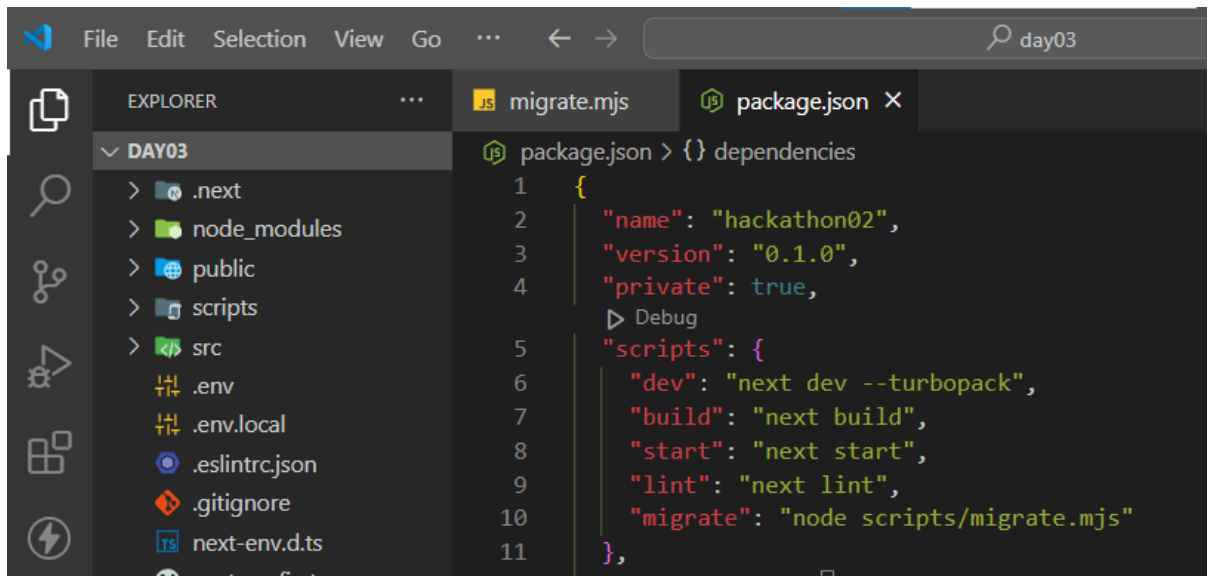 File Edit Selection View Go ··· ← → day03
EXPLORER ···
DAY03
.next
node_modules
public
scripts
src
.env
.env.local
.eslintrc.json
.gitignore
TS next-env.d.ts
JS migrate.mjs
package.json ×
package.json > {} dependencies
1 {
2 "name": "hackathon02",
3 "version": "0.1.0",
4 "private": true,
Debug
5 "scripts": {
6 "dev": "next dev --turbopack",
7 "build": "next build",
8 "start": "next start",
9 "lint": "next lint",
10 "migrate": "node scripts/migrate.mjs"
11 },